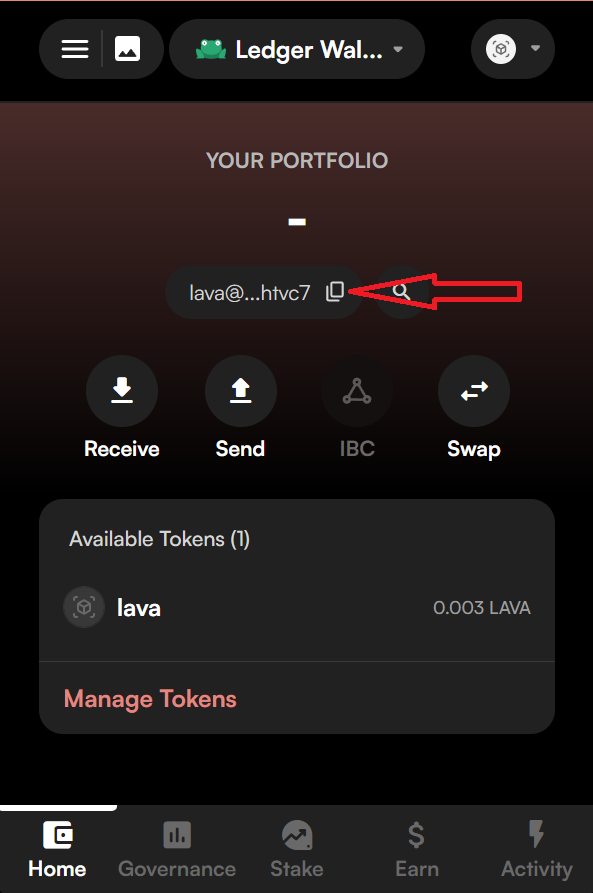 Ledger Wal...
YOUR PORTFOLIO
-
lava@...htvc7
Receive
Send
IBC
Swap
Available Tokens (1)
lava
0.003 LAVA
Manage Tokens
Home
Governance
Stake
Earn
Activity